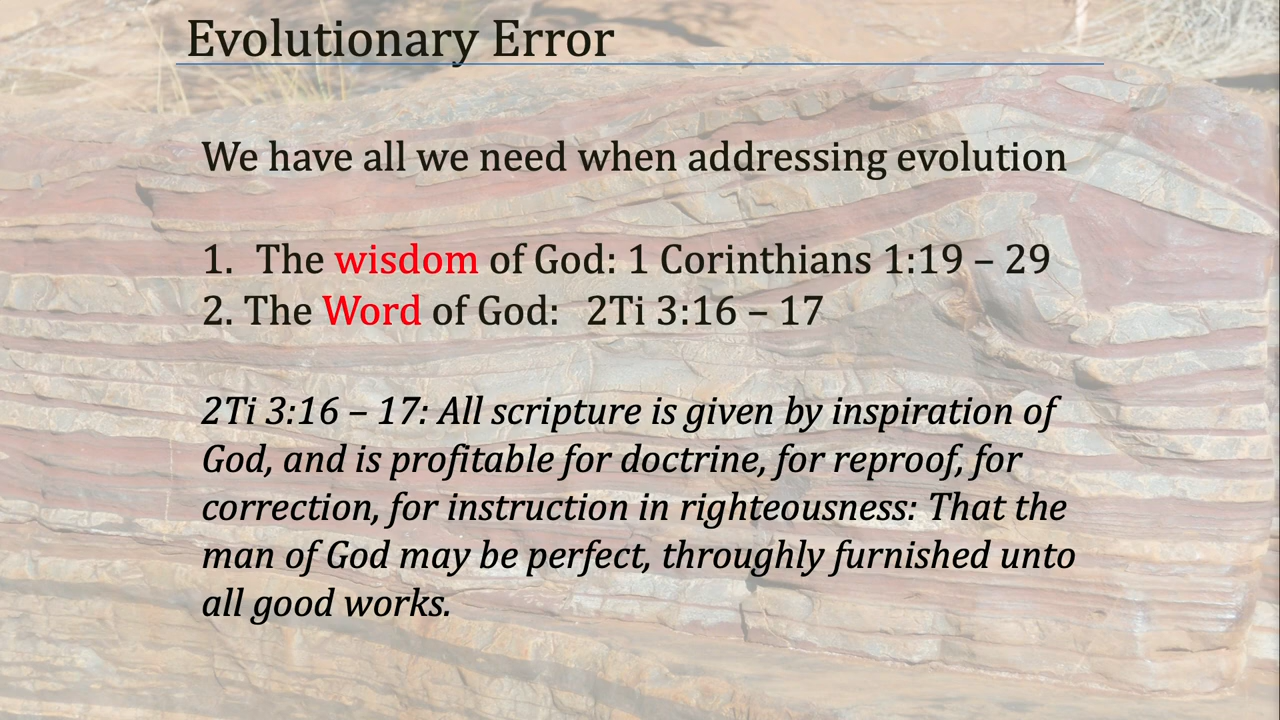 Evolutionary Error
We have all we need when addressing evolution
1. The wisdom of God: 1 Corinthians 1:19 – 29
2. The Word of God: 2Ti 3:16 – 17
2Ti 3:16 – 17: All scripture is given by inspiration of
God, and is profitable for doctrine, for reproof, for
correction, for instruction in righteousness: That the
man of God may be perfect, throughly furnished unto
all good works.